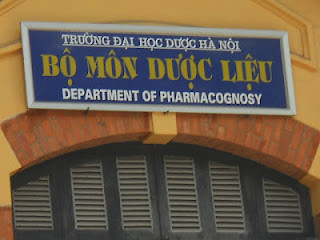 TRƯỜNG ĐẠI HỌC DƯỢC HÀ NỘI
BỘ MÔN DƯỢC LIỆU
DEPARTMENT OF PHARMACOGNOSY